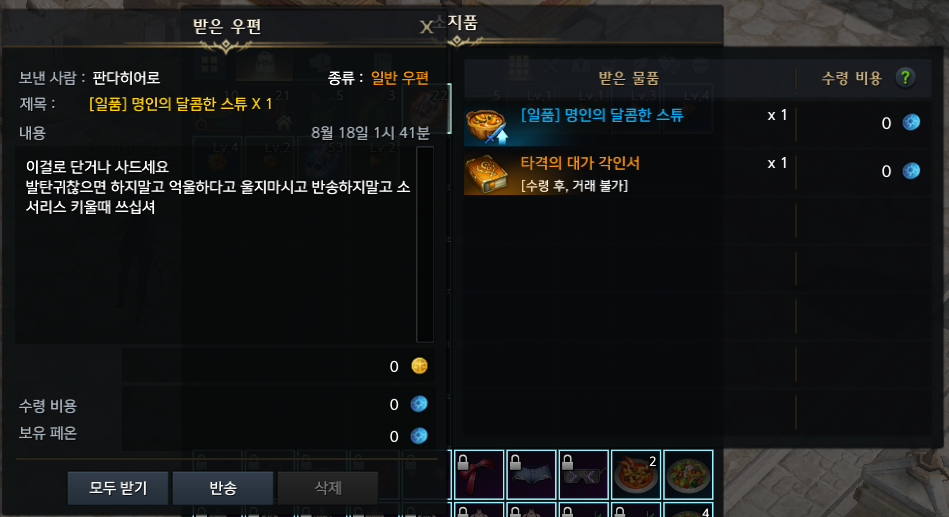 받은 우편
X
소지품
보낸 사람 : 판다히어로
종류 : 일반 우편
제목 :
[일품] 명인의 달콤한 스튜 X 1
내용
8월 18일 1시 41분
이걸로 단거나 사드세요
발탄귀찮으면 하지말고 억울하다고 울지마시고 반송하지말고 소
서리스 키울때 쓰십셔
0
수령 비용
0
보유 페온
0
모두 받기
반송
삭제
받은 물품
수령 비용
?
[일품] 명인의 달콤한 스튜
x 1
0
타격의 대가 각인서
x 1
0
[수령 후, 거래 불가]
2
4